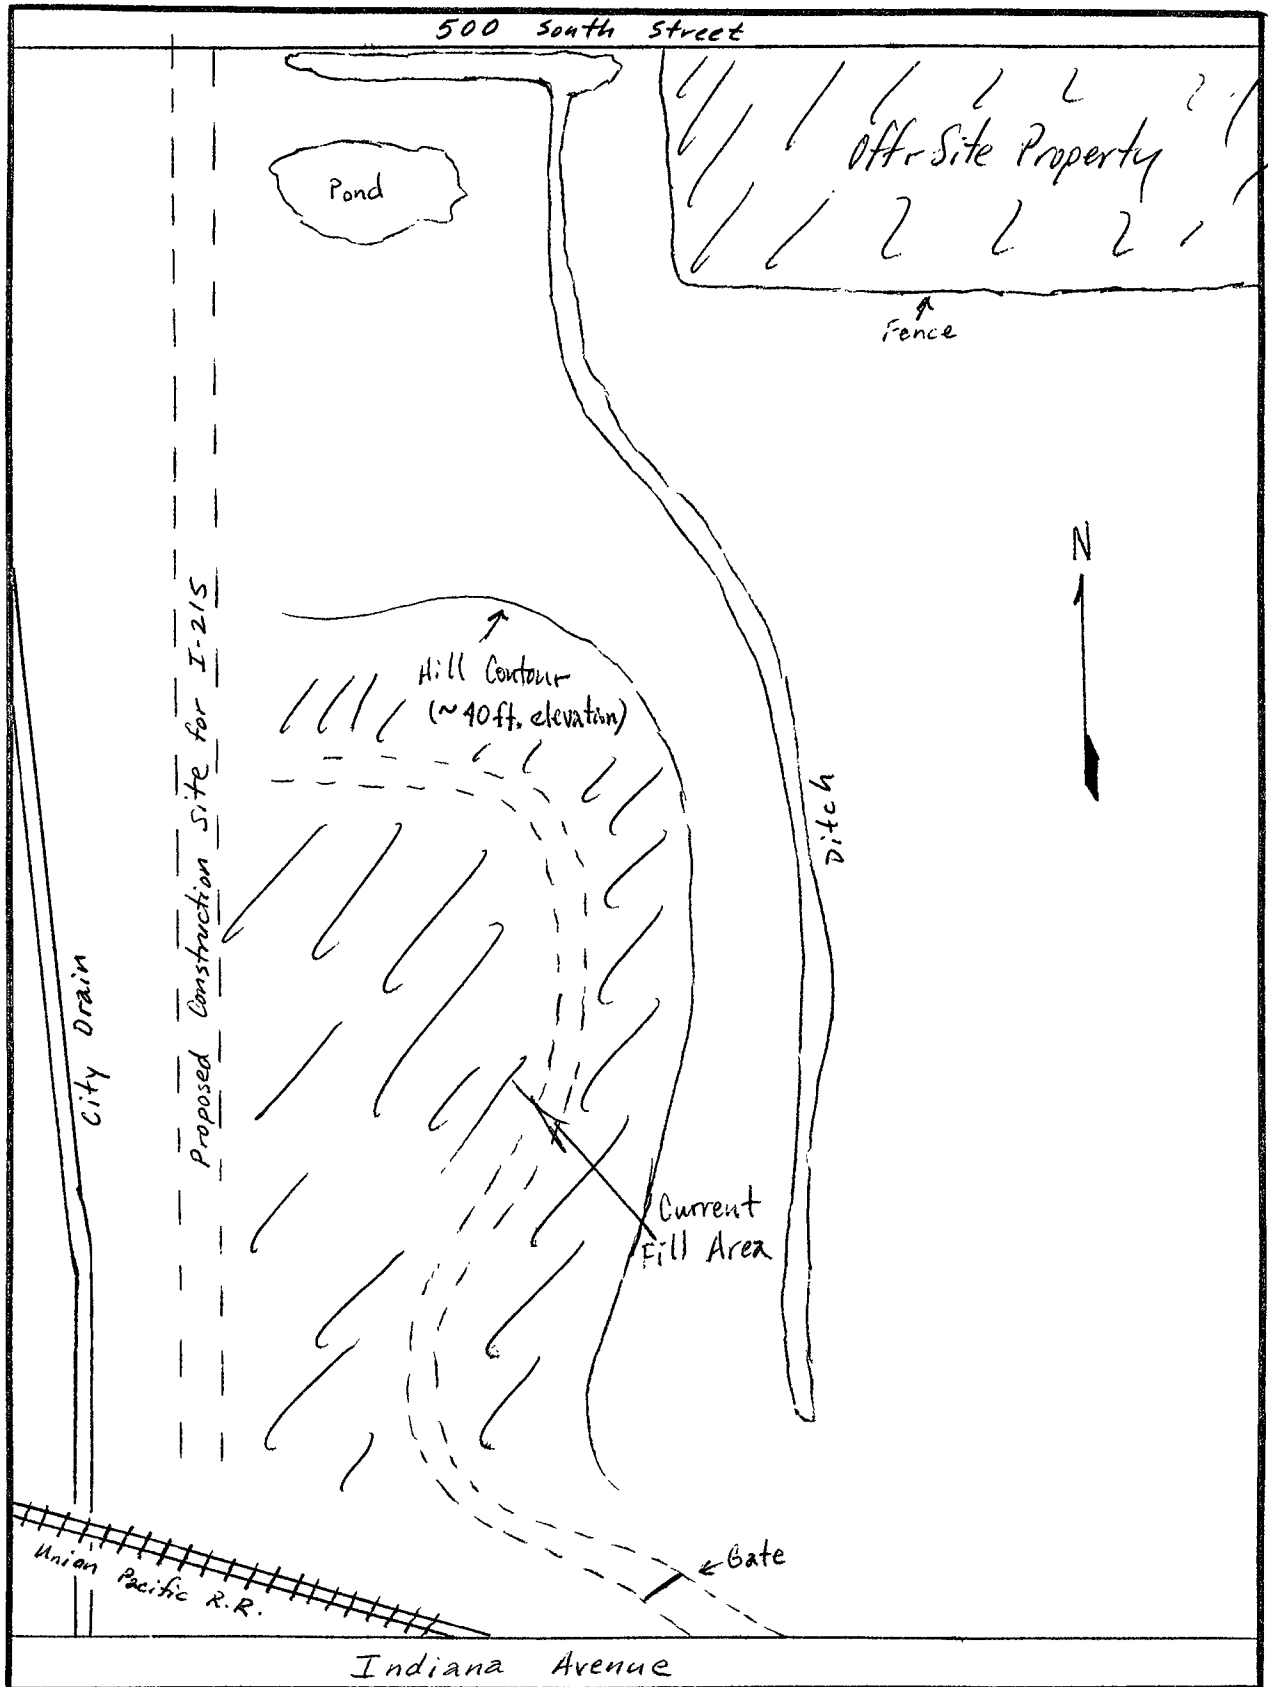 500 South Street
Off-Site Property
Pond
Fence
N
Proposed Construction Site for I-215
Hill Contour
(~40ft. elevation)
Ditch
City Drain
Current
Fill Area
Gate
Union Pacific R.R.
Indiana Avenue